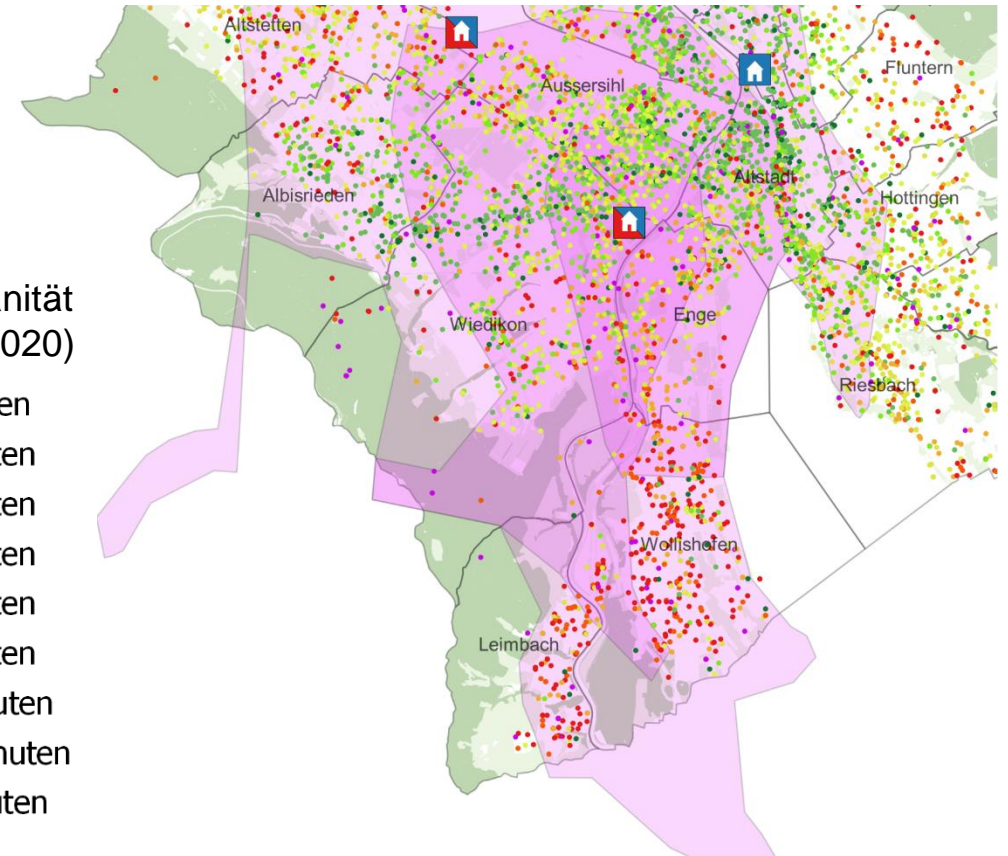 Altstetten
Fluntern
Aussersihl
Altstadt
Albisrieden
Hottingen
nität
020)
Wiedikon
Enge
Riesbach
en
ten
ten
ten
ten
ten
uten
nuten
uten
Wollishofen
Leimbach